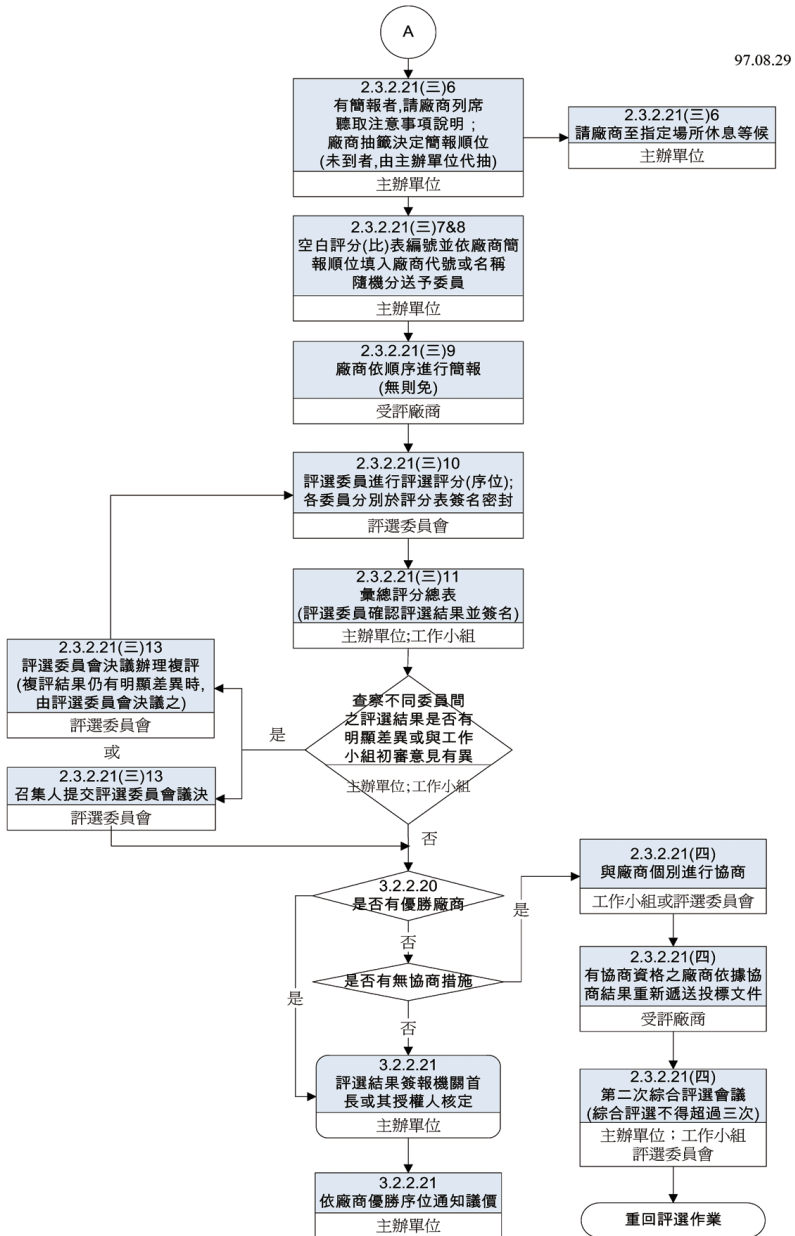 A
97.08.29
2.3.2.21(三)6
有簡報者,請廠商列席
聽取注意事項說明；
廠商抽籤決定簡報順位
(未到者,由主辦單位代抽)
主辦單位
2.3.2.21(三)6
請廠商至指定場所休息等候
主辦單位
2.3.2.21(三)7&8
空白評分(比)表編號並依廠商簡
報順位填入廠商代號或名稱
隨機分送予委員
主辦單位
2.3.2.21(三)9
廠商依順序進行簡報
(無則免)
受評廠商
2.3.2.21(三)10
評選委員進行評選評分(序位);
各委員分別於評分表簽名密封
評選委員會
2.3.2.21(三)11
彙總評分總表
(評選委員確認評選結果並簽名)
主辦單位;工作小組
2.3.2.21(三)13
評選委員會決議辦理複評
(複評結果仍有明顯差異時,
由評選委員會決議之)
評選委員會
或
2.3.2.21(三)13
召集人提交評選委員會議決
評選委員會
是
查察不同委員間
之評選結果是否有
明顯差異或與工作
小組初審意見有異
主辦單位;工作小組
否
3.2.2.20
是否有優勝廠商
否
是
是否有無協商措施
是
否
3.2.2.21
評選結果簽報機關首
長或其授權人核定
主辦單位
3.2.2.21
依廠商優勝序位通知議價
主辦單位
2.3.2.21(四)
與廠商個別進行協商
工作小組或評選委員會
2.3.2.21(四)
有協商資格之廠商依據協
商結果重新遞送投標文件
受評廠商
2.3.2.21(四)
第二次綜合評選會議
(綜合評選不得超過三次)
主辦單位；工作小組
評選委員會
重回評選作業